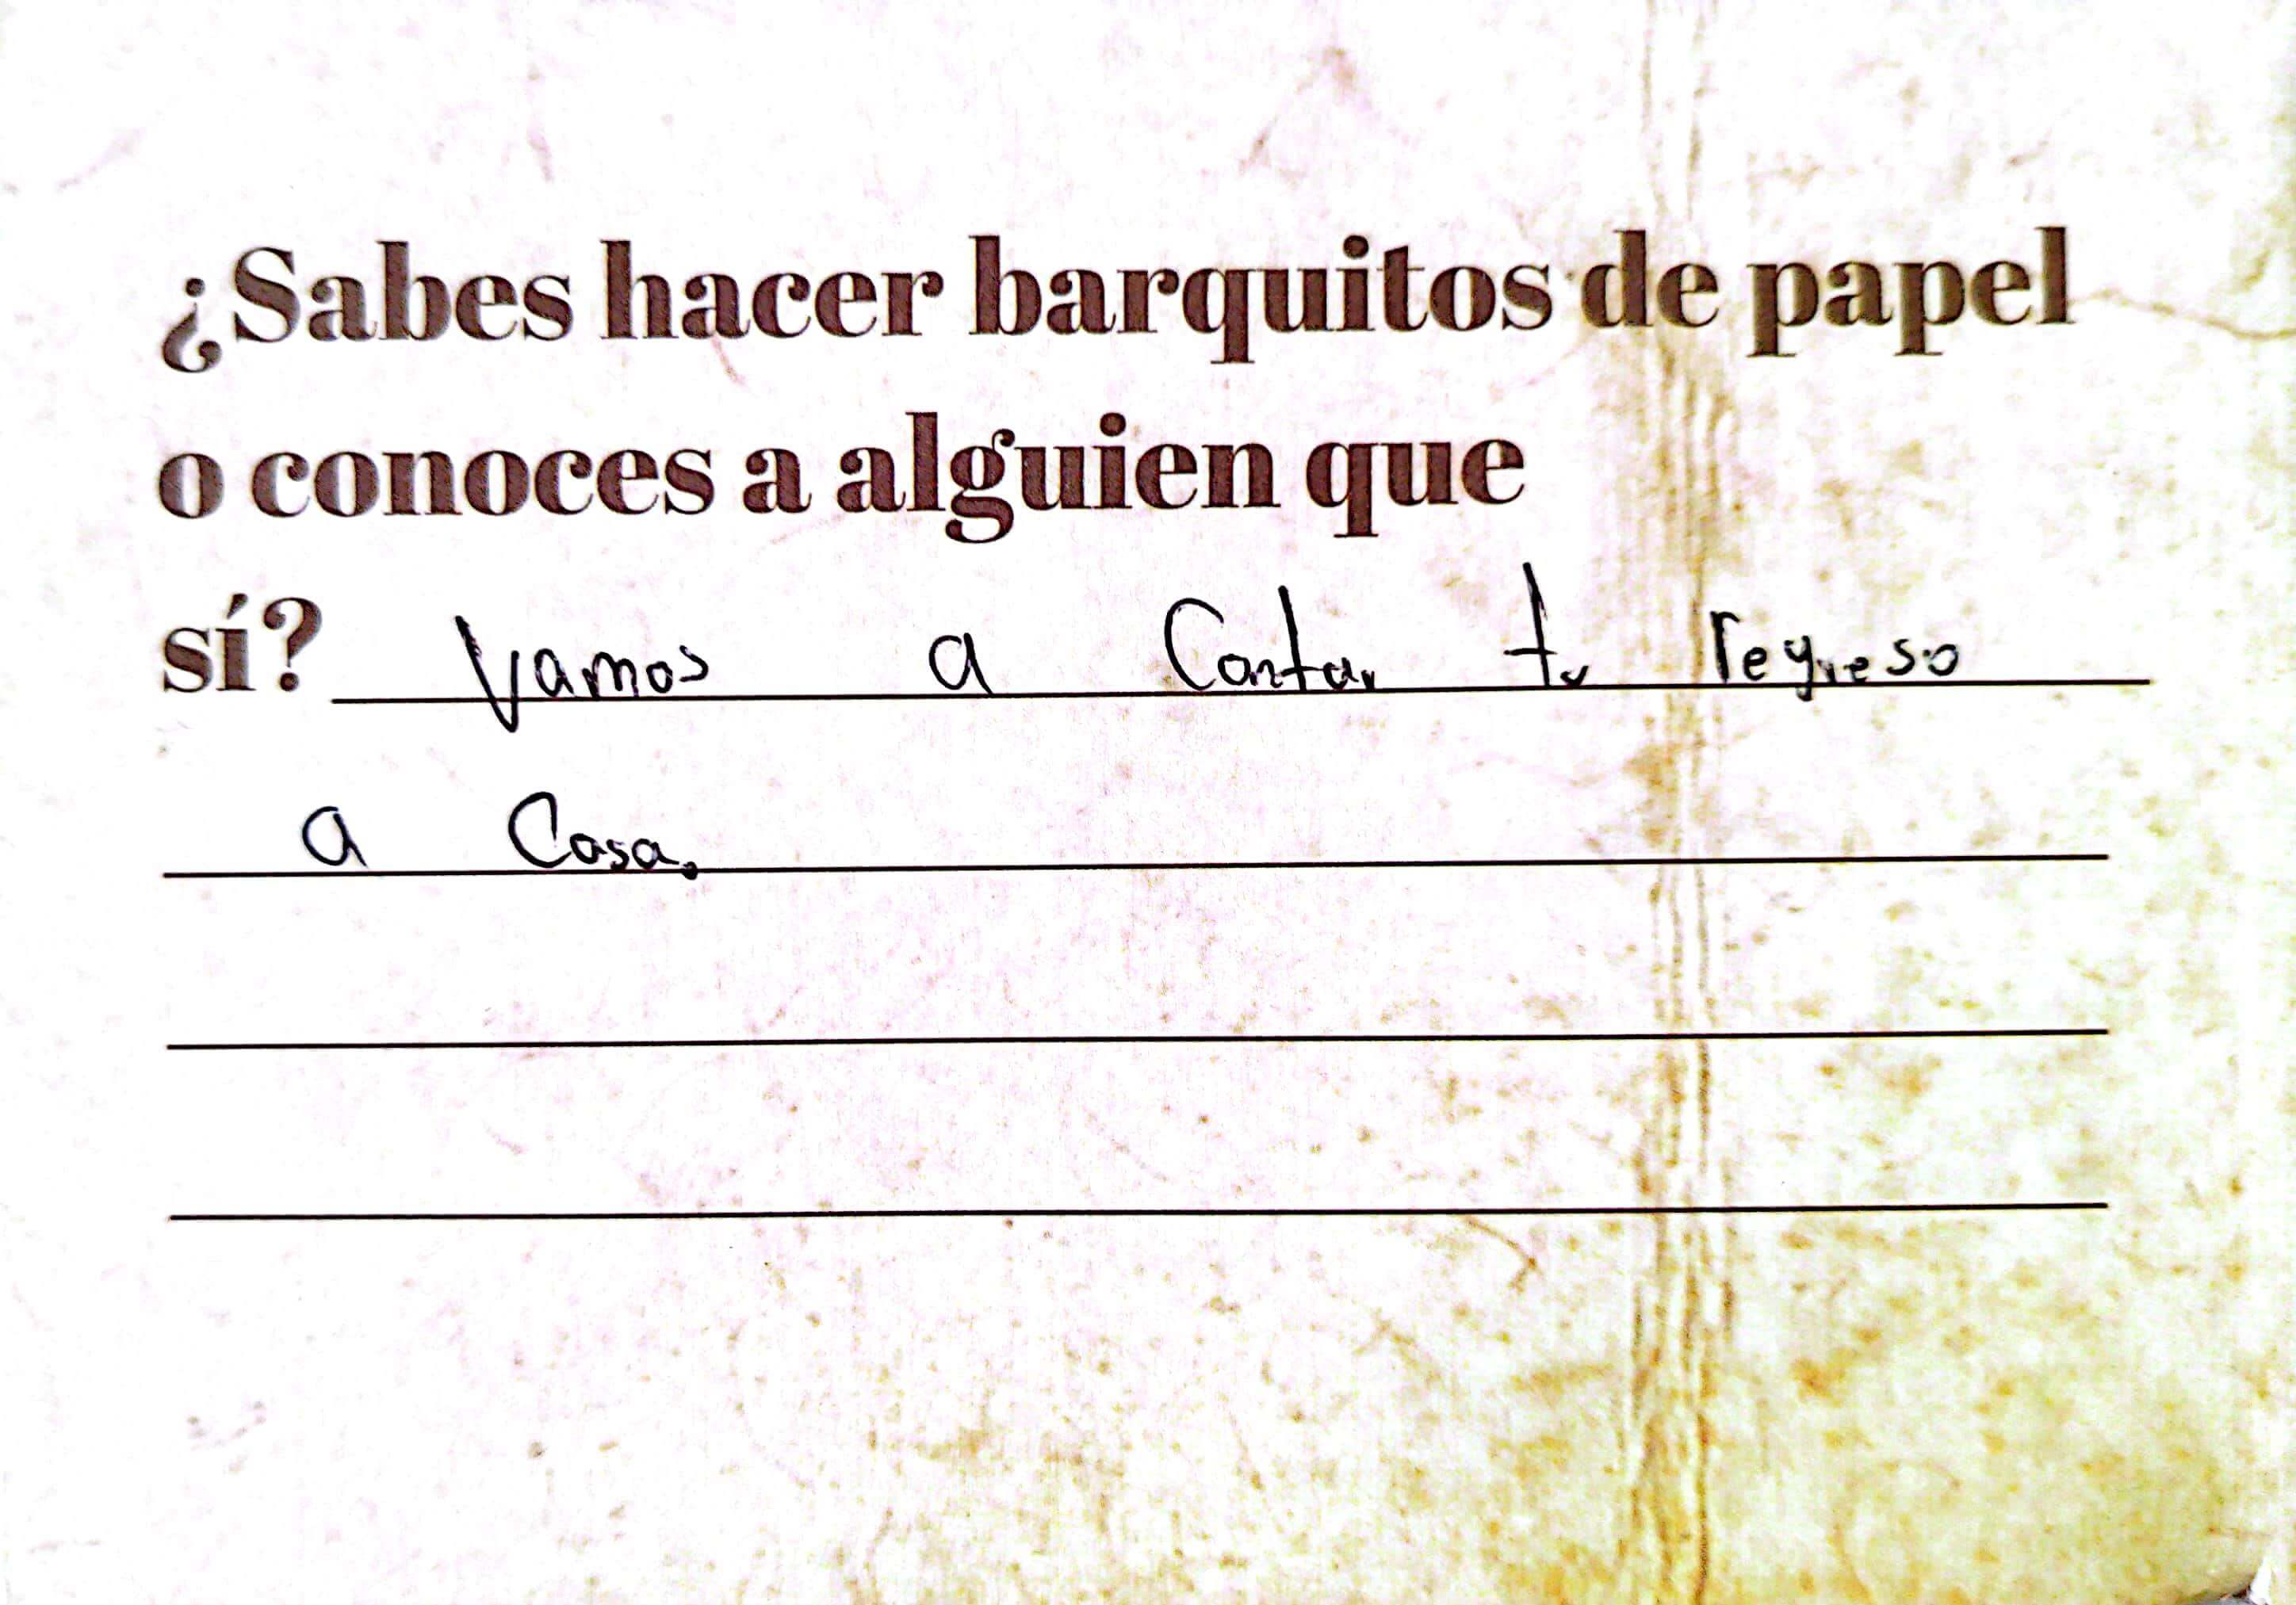 ¿Sabes hacer barquitos de papel
o conoces a alguien que
sí? Vamos a Contar tu regreso
a Casa.